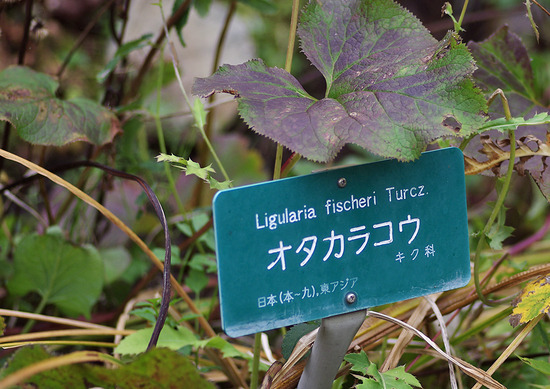 Ligularia fischeri Turcz.
オタカラコウ
キク科
日本(本〜九),東アジア